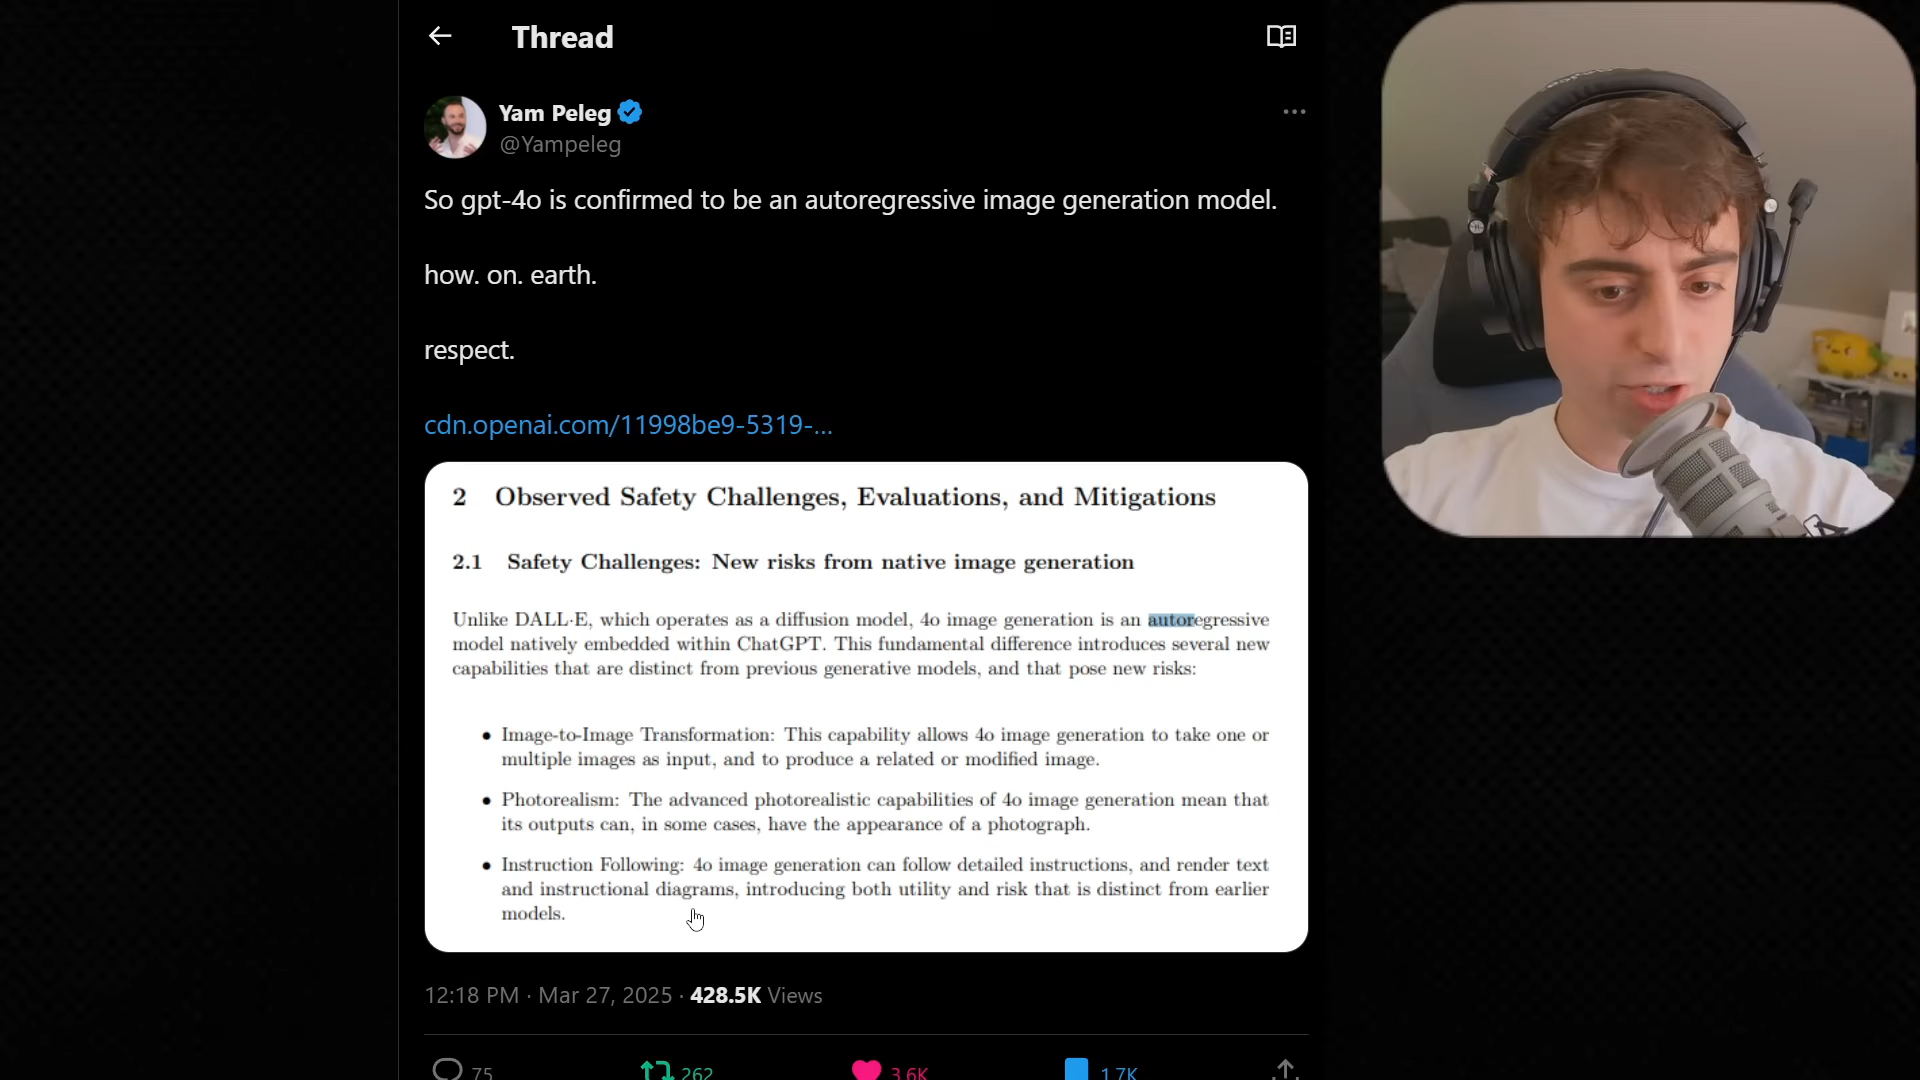 Thread
Yam Peleg
@Yampeleg
So gpt-4o is confirmed to be an autoregressive image generation model.
how. on. earth.
respect.
cdn.openai.com/11998be9-5319-...
2 Observed Safety Challenges, Evaluations, and Mitigations
2.1 Safety Challenges: New risks from native image generation
Unlike DALL·E, which operates as a diffusion model, 4o image generation is an autoregressive
model natively embedded within ChatGPT. This fundamental difference introduces several new
capabilities that are distinct from previous generative models, and that pose new risks:
• Image-to-Image Transformation: This capability allows 4o image generation to take one or
multiple images as input, and to produce a related or modified image.
• Photorealism: The advanced photorealistic capabilities of 4o image generation mean that
its outputs can, in some cases, have the appearance of a photograph.
• Instruction Following: 4o image generation can follow detailed instructions, and render text
and instructional diagrams, introducing both utility and risk that is distinct from earlier
models.
12:18 PM · Mar 27, 2025 · 428.5K Views
75 262 3.6K 1.7K